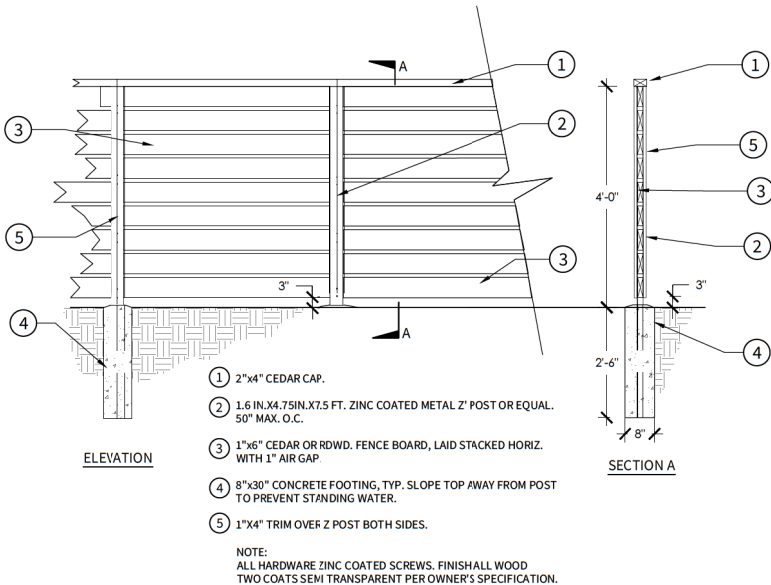 A
1
1
3
2
5
4'-0"
3
5
2
3
3"
3"
4
A
4
2'-6"
8"
1 2"x4" CEDAR CAP.
2 1.6 IN.X4.75IN.X7.5 FT. ZINC COATED METAL Z' POST OR EQUAL.
50" MAX. O.C.
3 1"x6" CEDAR OR RDWD. FENCE BOARD, LAID STACKED HORIZ.
WITH 1" AIR GAP.
4 8"x30" CONCRETE FOOTING, TYP. SLOPE TOP AWAY FROM POST
TO PREVENT STANDING WATER.
5 1"X4" TRIM OVER Z POST BOTH SIDES.
ELEVATION
SECTION A
NOTE:
ALL HARDWARE ZINC COATED SCREWS. FINISH ALL WOOD
TWO COATS SEMI TRANSPARENT PER OWNER'S SPECIFICATION.